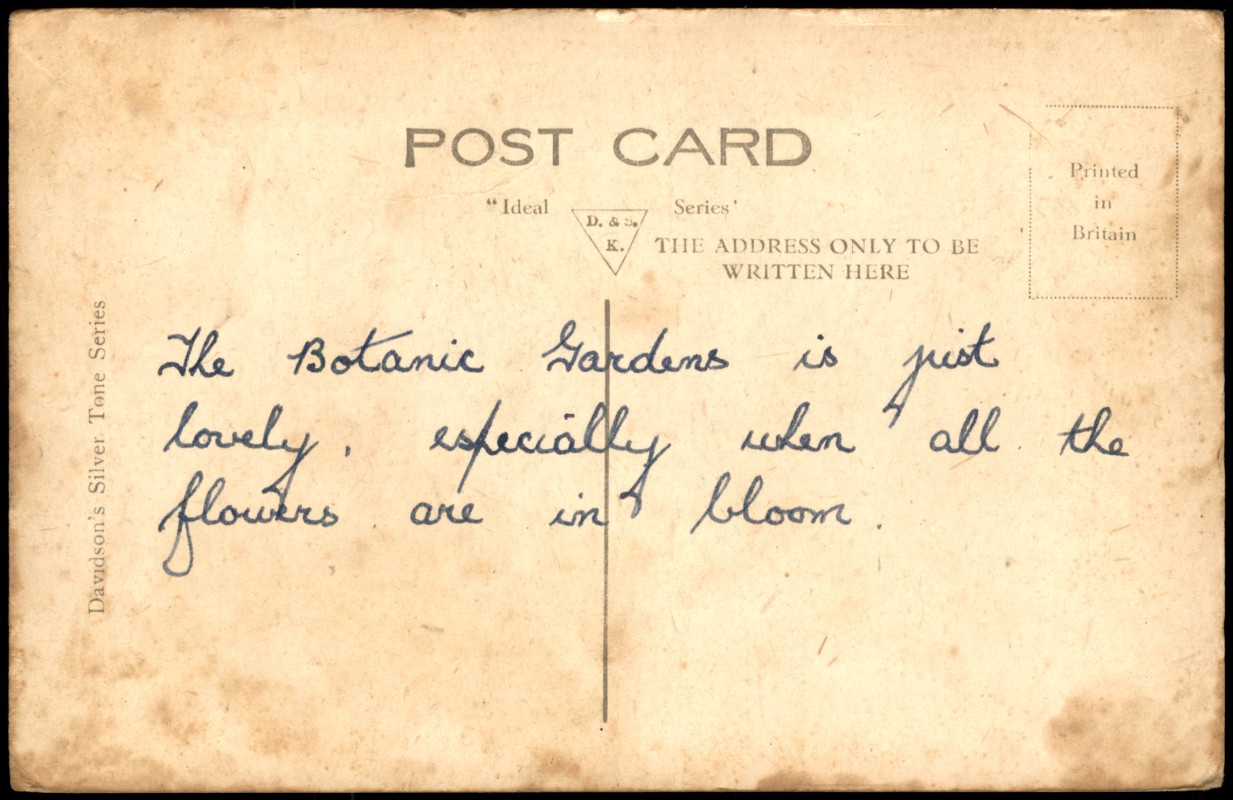 POST CARD
"Ideal Series'
D. & S.
K.
THE ADDRESS ONLY TO BE
WRITTEN HERE
Printed
in
Britain
Davidson's Silver Tone Series
The Botanic Gardens is just
lovely, especially when all the
flowers are in bloom.